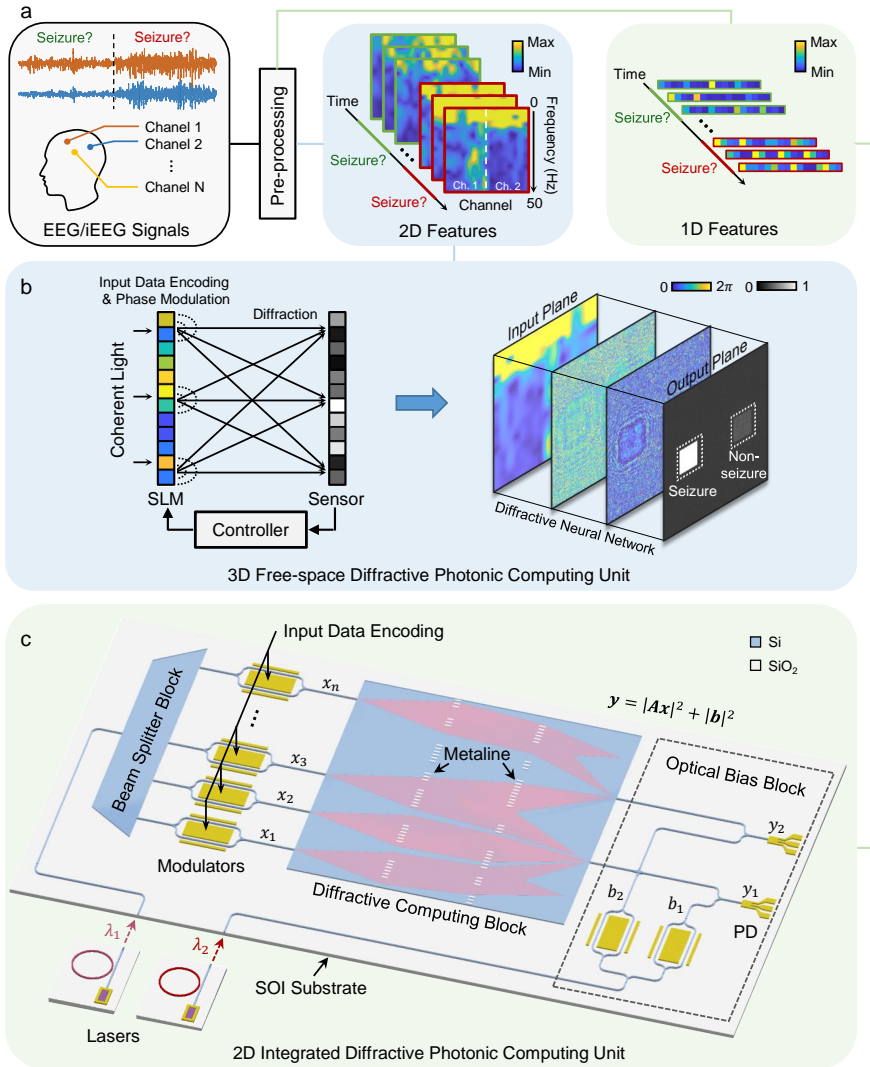 a
Seizure?
Seizure?
Chanel 1
Chanel 2
⋮
Chanel N
EEG/iEEG Signals
Pre-processing
Max
Min
Time
Seizure?
Seizure?
Ch. 1
Ch. 2
Channel
0
Frequency (Hz)
50
2D Features
Max
Min
Time
Seizure?
Seizure?
1D Features
b
Input Data Encoding
& Phase Modulation
Diffraction
Coherent Light
SLM
Sensor
Controller
0 2π 0 1
Input Plane
Output Plane
Non-
seizure
Seizure
Diffractive Neural Network
3D Free-space Diffractive Photonic Computing Unit
c
Input Data Encoding
Si
SiO₂
y = |Ax|² + |b|²
Beam Splitter Block
xₙ
x₃
x₂
x₁
Modulators
Metaline
Diffractive Computing Block
Optical Bias Block
y₂
y₁
b₂
b₁
PD
λ₁
λ₂
SOI Substrate
Lasers
2D Integrated Diffractive Photonic Computing Unit